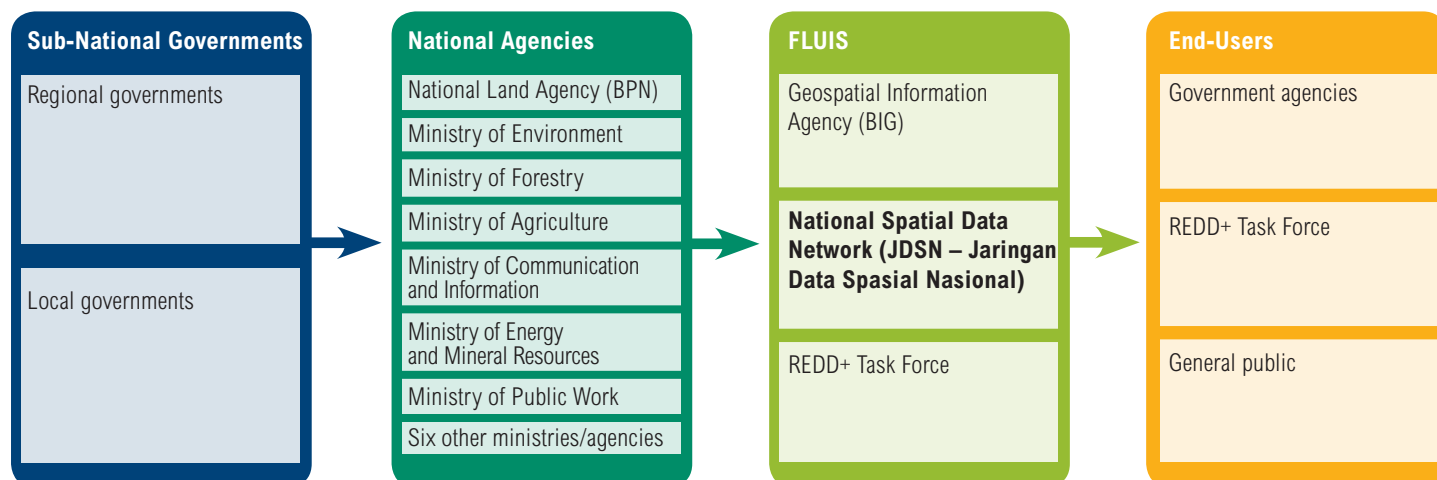 Sub-National Governments
Regional governments
Local governments
National Agencies
National Land Agency (BPN)
Ministry of Environment
Ministry of Forestry
Ministry of Agriculture
Ministry of Communication
and Information
Ministry of Energy
and Mineral Resources
Ministry of Public Work
Six other ministries/agencies
FLUIS
Geospatial Information
Agency (BIG)
National Spatial Data
Network (JDSN – Jaringan
Data Spasial Nasional)
REDD+ Task Force
End-Users
Government agencies
REDD+ Task Force
General public